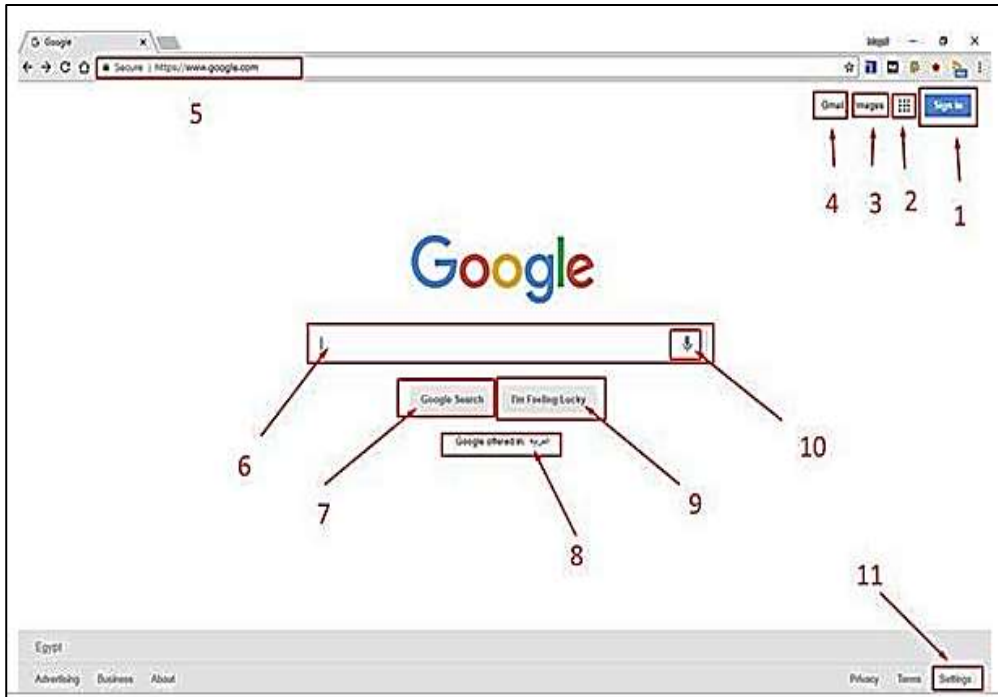 Google
Secure | https://www.google.com
5
Gmail Images Sign in
4 3 2 1
Google
Google Search I'm Feeling Lucky
Google offered in: العربية
6 7 8 9 10
11
Egypt
Advertising Business About Privacy Terms Settings